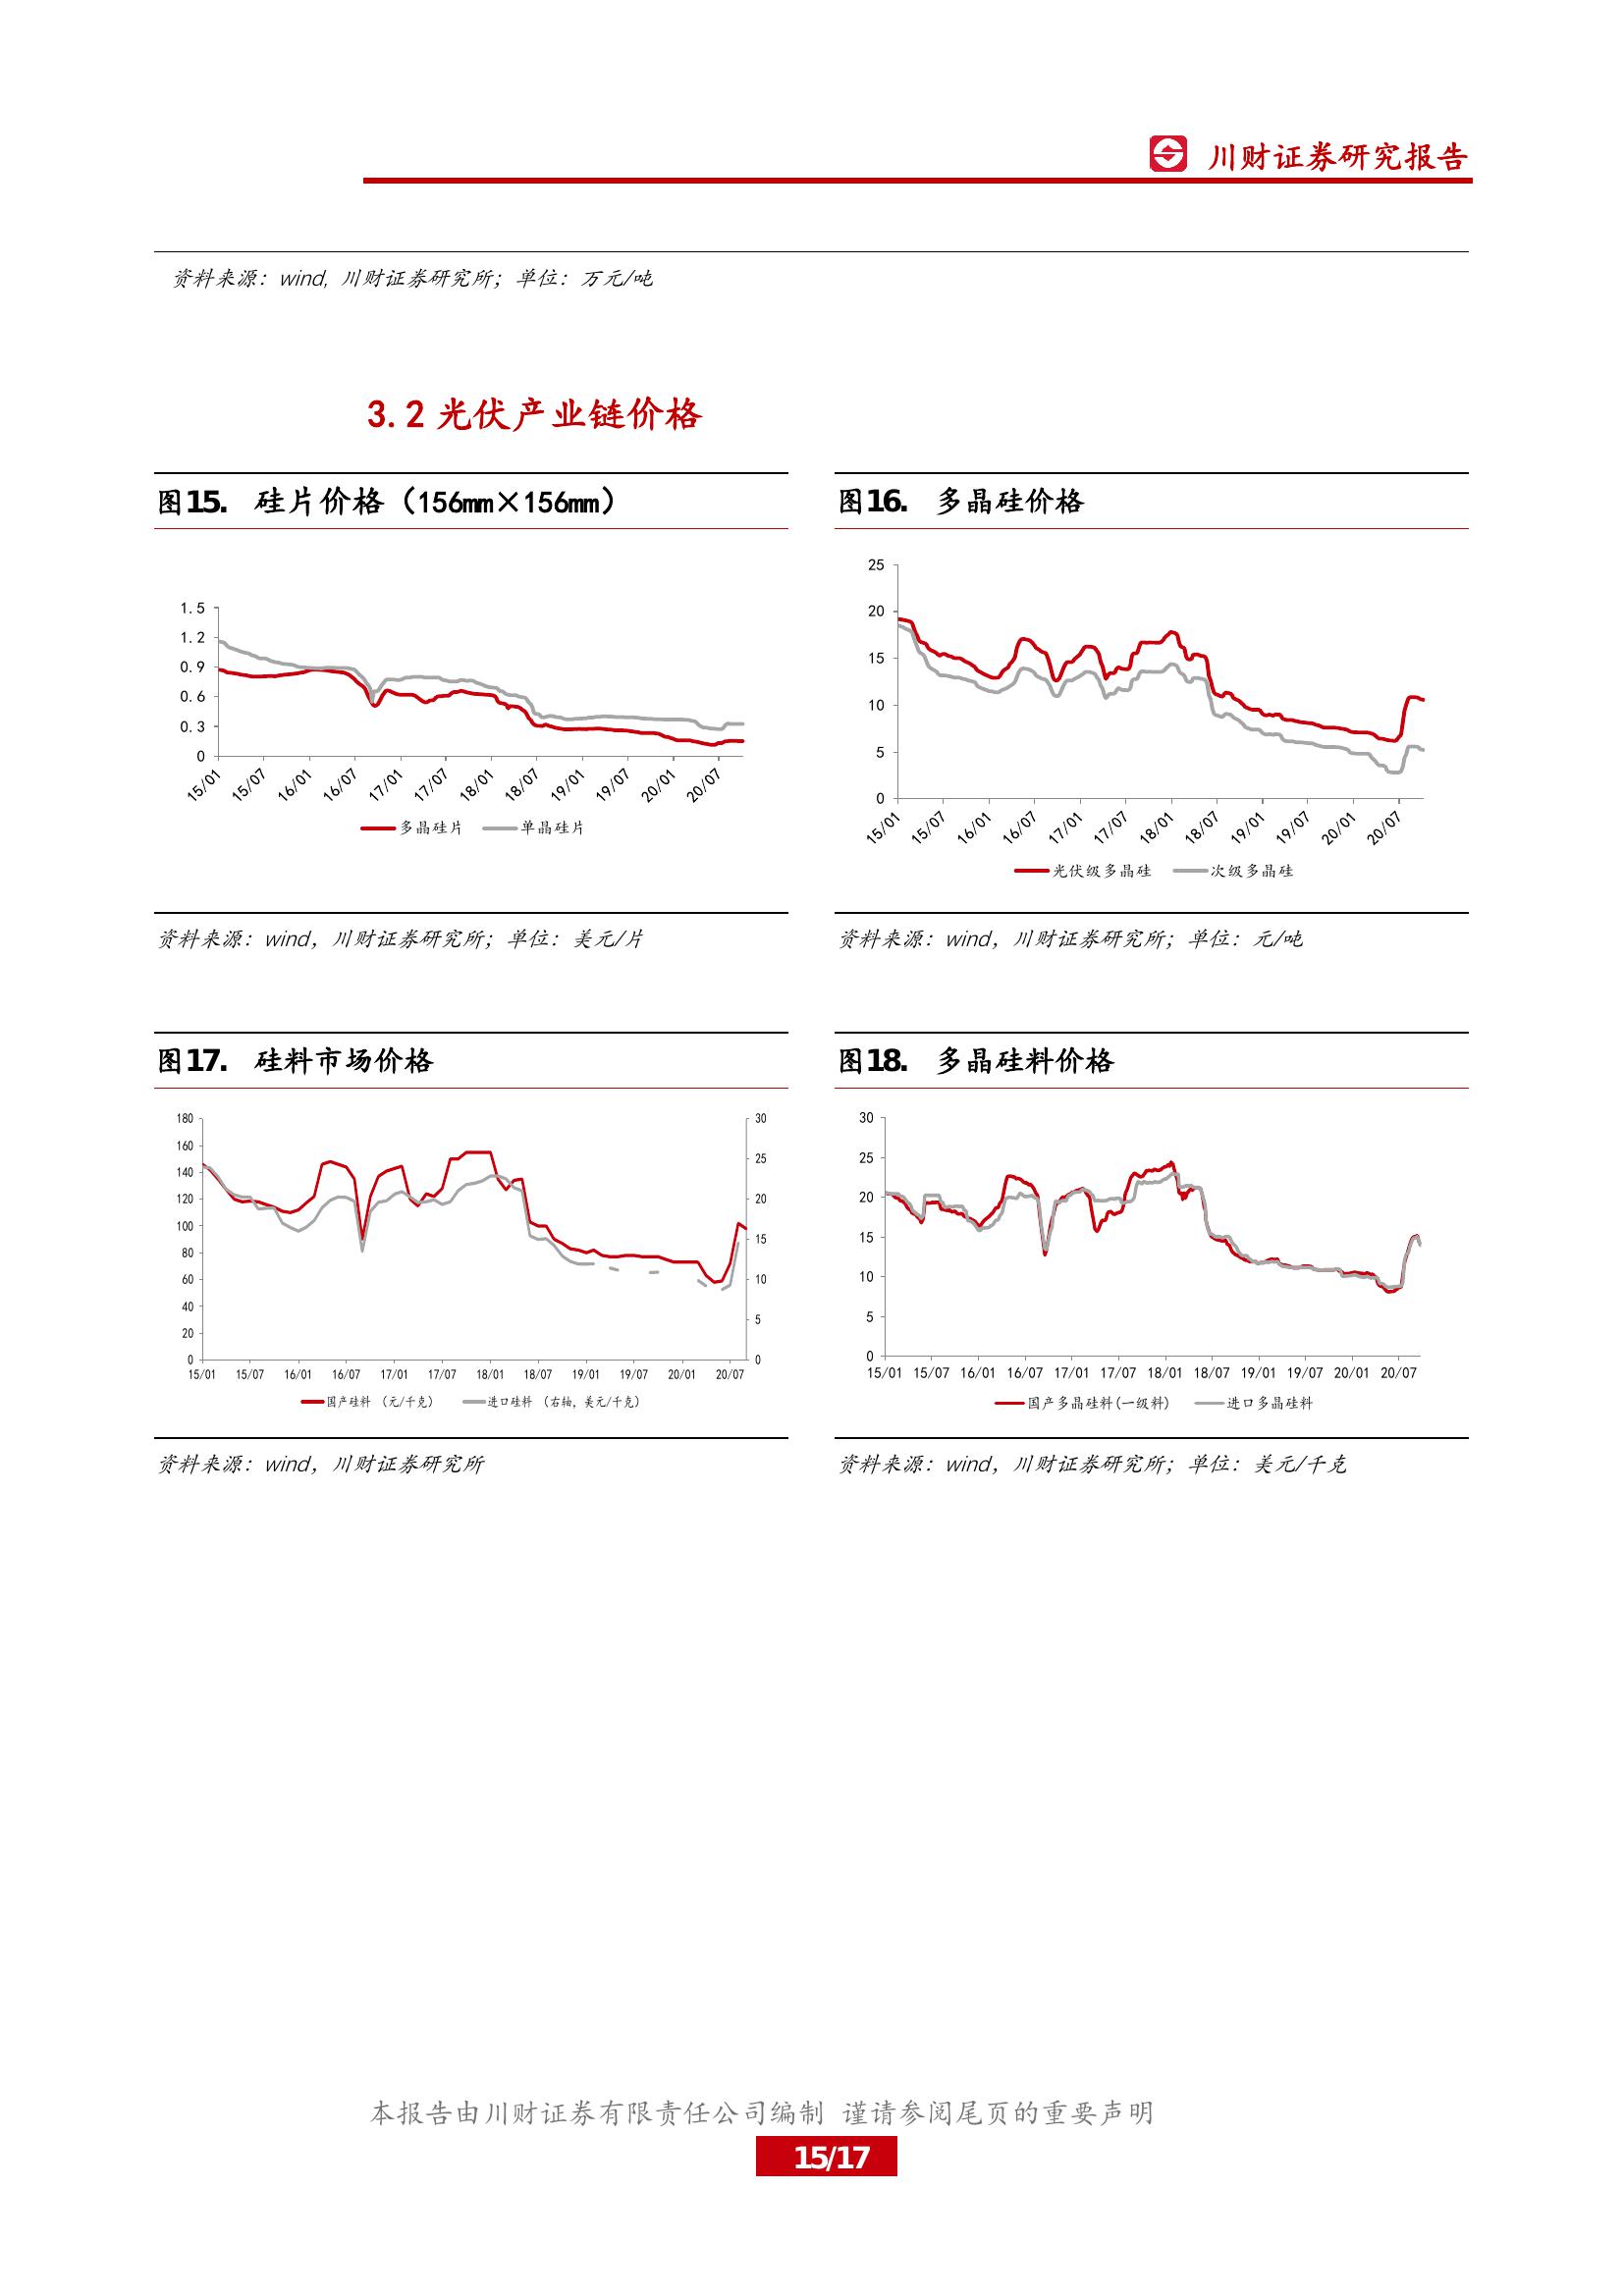 川财证券研究报告
资料来源：wind, 川财证券研究所；单位：万元/吨
3.2 光伏产业链价格
图15. 硅片价格（156mm×156mm）
1.5
1.2
0.9
0.6
0.3
0
15/01 15/07 16/01 16/07 17/01 17/07 18/01 18/07 19/01 19/07 20/01 20/07
多晶硅片 单晶硅片
资料来源：wind，川财证券研究所；单位：美元/片
图16. 多晶硅价格
25
20
15
10
5
0
15/01 15/07 16/01 16/07 17/01 17/07 18/01 18/07 19/01 19/07 20/01 20/07
光伏级多晶硅 次级多晶硅
资料来源：wind，川财证券研究所；单位：元/吨
图17. 硅料市场价格
180 30
160
140 25
120 20
100
80 15
60 10
40
20 5
0 0
15/01 15/07 16/01 16/07 17/01 17/07 18/01 18/07 19/01 19/07 20/01 20/07
国产硅料 （元/千克） 进口硅料 （右轴，美元/千克）
资料来源：wind，川财证券研究所
图18. 多晶硅料价格
30
25
20
15
10
5
0
15/01 15/07 16/01 16/07 17/01 17/07 18/01 18/07 19/01 19/07 20/01 20/07
国产多晶硅料(一级料) 进口多晶硅料
资料来源：wind，川财证券研究所；单位：美元/千克
本报告由川财证券有限责任公司编制 谨请参阅尾页的重要声明
15/17